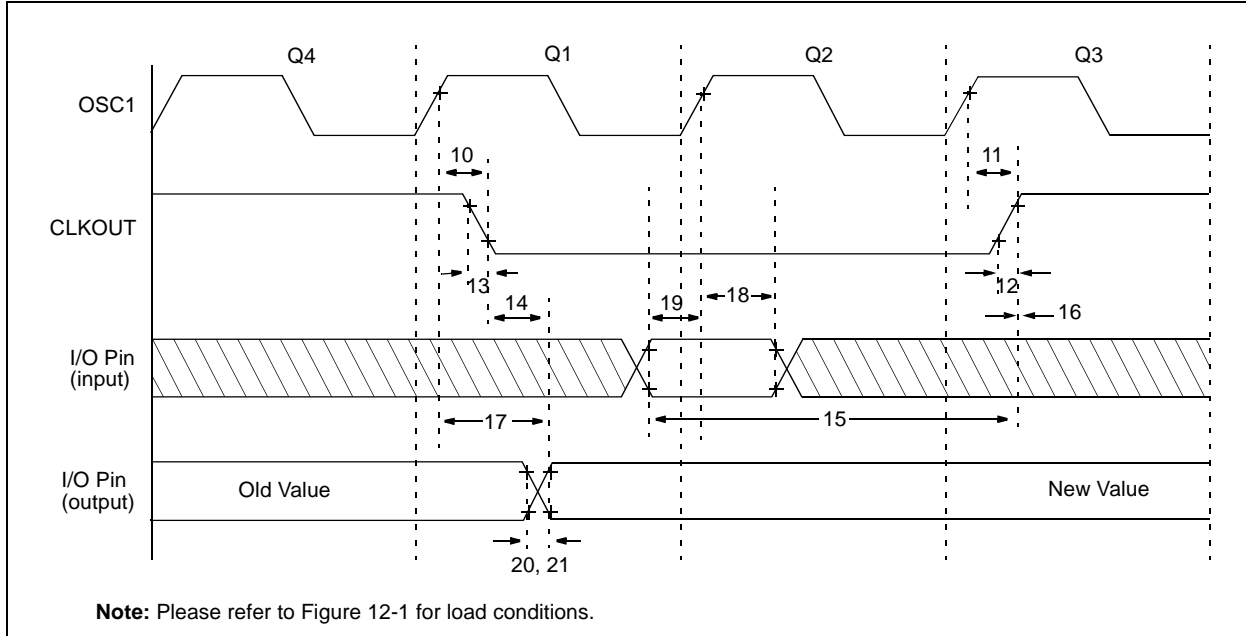 Q4 Q1 Q2 Q3
OSC1
10 11
CLKOUT
13 12
14 19 18 16
I/O Pin
(input)
17 15
I/O Pin
(output)
Old Value New Value
20, 21
Note: Please refer to Figure 12-1 for load conditions.